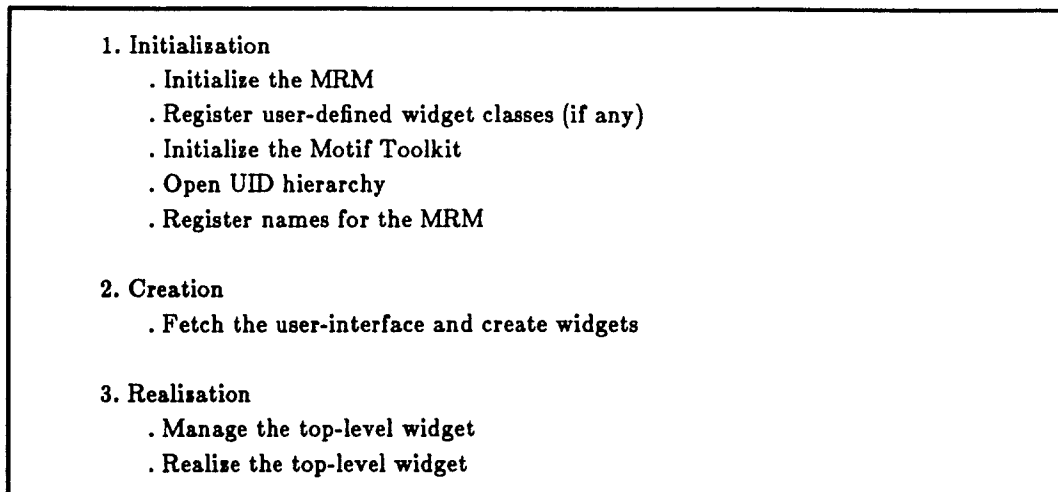 1. Initialization
. Initialize the MRM
. Register user-defined widget classes (if any)
. Initialize the Motif Toolkit
. Open UID hierarchy
. Register names for the MRM
2. Creation
. Fetch the user-interface and create widgets
3. Realization
. Manage the top-level widget
. Realize the top-level widget